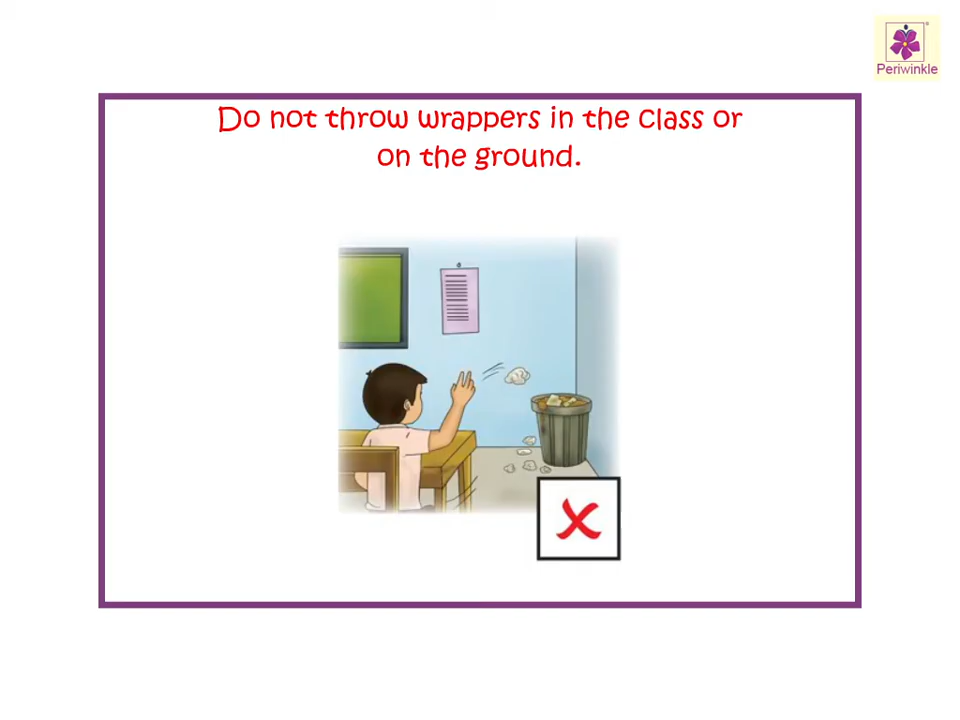 Periwinkle
Do not throw wrappers in the class or
on the ground.